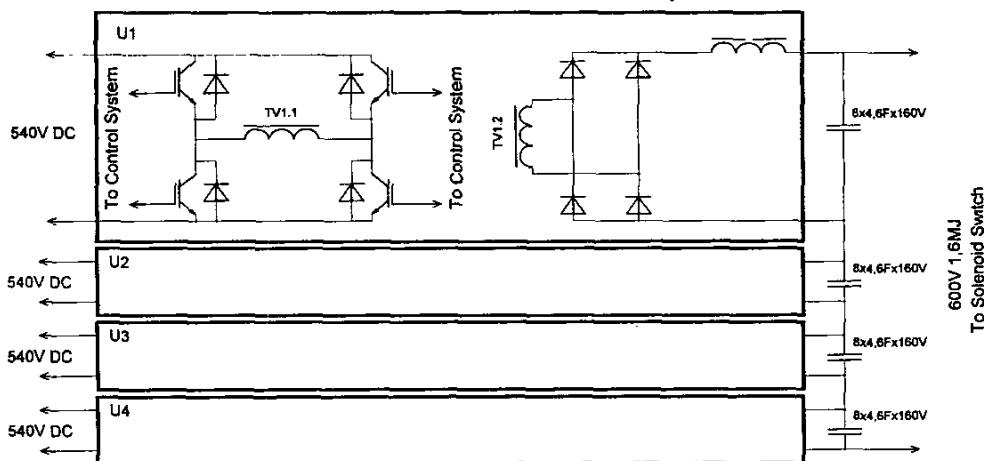 U1
To Control System
TV1.1
To Control System
TV1.2
540V DC
8x4,6Fx160V
U2
540V DC
8x4,6Fx160V
U3
540V DC
8x4,6Fx160V
U4
540V DC
8x4,6Fx160V
600V 1,6MJ
To Solenoid Switch